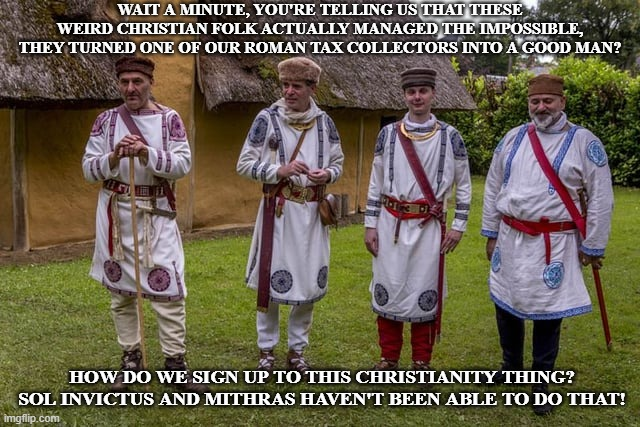 WAIT A MINUTE, YOU'RE TELLING US THAT THESE
WEIRD CHRISTIAN FOLK ACTUALLY MANAGED THE IMPOSSIBLE,
THEY TURNED ONE OF OUR ROMAN TAX COLLECTORS INTO A GOOD MAN?
HOW DO WE SIGN UP TO THIS CHRISTIANITY THING?
SOL INVICTUS AND MITHRAS HAVEN'T BEEN ABLE TO DO THAT!
imgflip.com